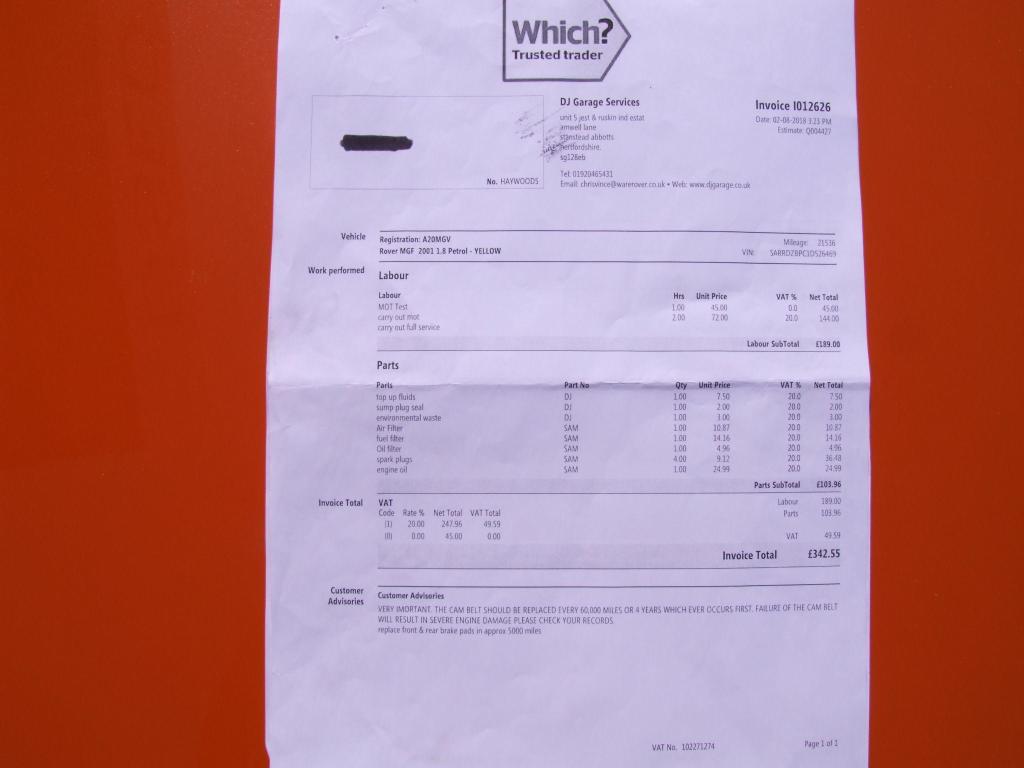 Which?
Trusted trader
DJ Garage Services
unit 5 jest & ruskin ind estat
amwell lane
stanstead abbotts
hertfordshire.
sg128eb
Tel: 01920465431
Email: chrisvince@warerover.co.uk • Web: www.djgarage.co.uk
Invoice I012626
Date: 02-08-2018 3:23 PM
Estimate: Q004427
No. HAYWOODS
Vehicle
Registration: A20MGV
Rover MGF 2001 1.8 Petrol - YELLOW
Mileage: 21536
VIN: SARRDZBPC1D526469
Work performed
Labour
Labour Hrs Unit Price VAT % Net Total
MOT Test 1.00 45.00 0.0 45.00
carry out mot 2.00 72.00 20.0 144.00
carry out full service
Labour SubTotal £189.00
Parts
Parts Part No Qty Unit Price VAT % Net Total
top up fluids DJ 1.00 7.50 20.0 7.50
sump plug seal DJ 1.00 2.00 20.0 2.00
environmental waste DJ 1.00 3.00 20.0 3.00
Air Filter SAM 1.00 10.87 20.0 10.87
fuel filter SAM 1.00 14.16 20.0 14.16
Oil filter SAM 1.00 4.96 20.0 4.96
spark plugs SAM 4.00 9.12 20.0 36.48
engine oil SAM 1.00 24.99 20.0 24.99
Parts SubTotal £103.96
Invoice Total
VAT
Code Rate % Net Total VAT Total
(1) 20.00 247.96 49.59
(0) 0.00 45.00 0.00
Labour 189.00
Parts 103.96
VAT 49.59
Invoice Total £342.55
Customer
Advisories
Customer Advisories
VERY IMORTANT. THE CAM BELT SHOULD BE REPLACED EVERY 60,000 MILES OR 4 YEARS WHICH EVER OCCURS FIRST. FAILURE OF THE CAM BELT
WILL RESULT IN SEVERE ENGINE DAMAGE PLEASE CHECK YOUR RECORDS.
replace front & rear brake pads in approx 5000 miles
VAT No. 102271274
Page 1 of 1